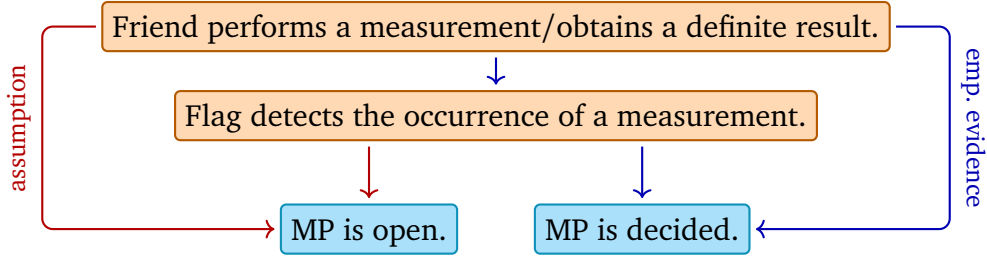 Friend performs a measurement/obtains a definite result.
assumption
emp. evidence
Flag detects the occurrence of a measurement.
MP is open.
MP is decided.